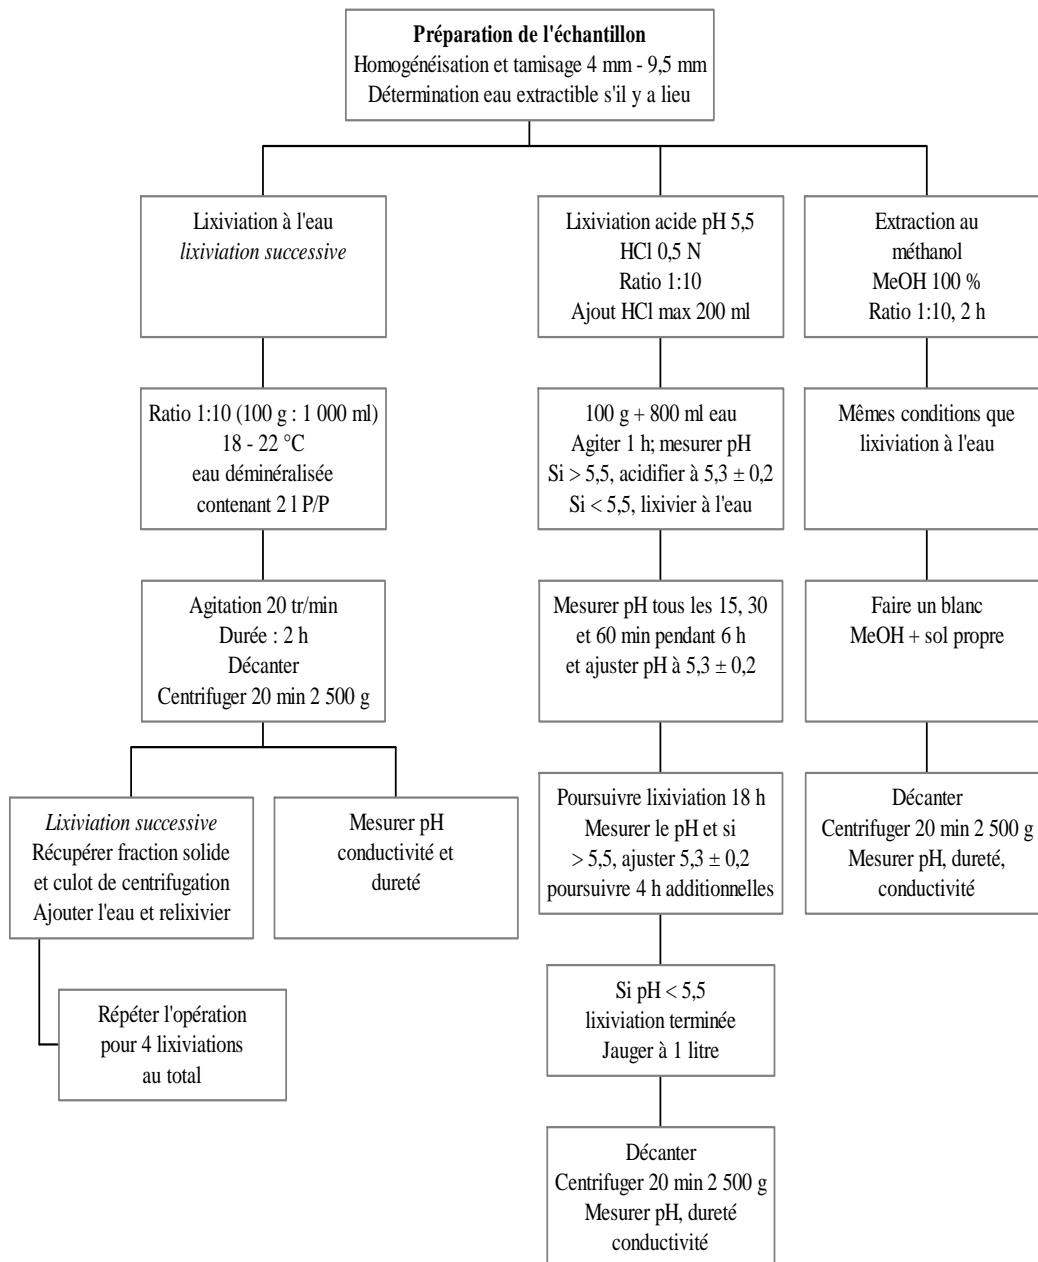 Préparation de l'échantillon
Homogénéisation et tamisage 4 mm - 9,5 mm
Détermination eau extractible s'il y a lieu
Lixiviation à l'eau
lixiviation successive
Lixiviation acide pH 5,5
HCl 0,5 N
Ratio 1:10
Ajout HCl max 200 ml
Extraction au
méthanol
MeOH 100 %
Ratio 1:10, 2 h
Ratio 1:10 (100 g : 1 000 ml)
18 - 22 °C
eau déminéralisée
contenant 2 l P/P
100 g + 800 ml eau
Agiter 1 h; mesurer pH
Si > 5,5, acidifier à 5,3 ± 0,2
Si < 5,5, lixivier à l'eau
Mêmes conditions que
lixiviation à l'eau
Agitation 20 tr/min
Durée : 2 h
Décanter
Centrifuger 20 min 2 500 g
Mesurer pH tous les 15, 30
et 60 min pendant 6 h
et ajuster pH à 5,3 ± 0,2
Faire un blanc
MeOH + sol propre
Lixiviation successive
Récupérer fraction solide
et culot de centrifugation
Ajouter l'eau et relixivier
Mesurer pH
conductivité et
dureté
Poursuivre lixiviation 18 h
Mesurer le pH et si
> 5,5, ajuster 5,3 ± 0,2
poursuivre 4 h additionnelles
Décanter
Centrifuger 20 min 2 500 g
Mesurer pH, dureté,
conductivité
Répéter l'opération
pour 4 lixiviations
au total
Si pH < 5,5
lixiviation terminée
Jauger à 1 litre
Décanter
Centrifuger 20 min 2 500 g
Mesurer pH, dureté
conductivité